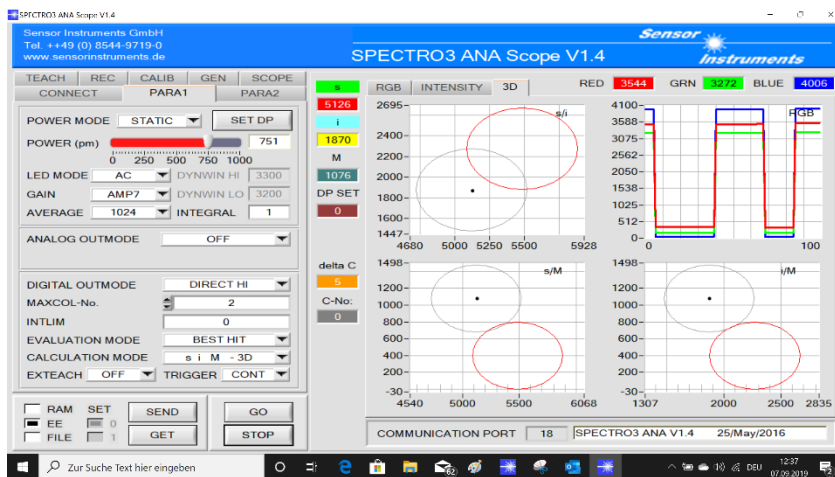 SPECTRO3 ANA Scope V1.4
Sensor Instruments GmbH
Tel. ++49 (0) 8544-9719-0
www.sensorinstruments.de
SPECTRO3 ANA Scope V1.4
Sensor Instruments
TEACH REC CALIB GEN SCOPE
CONNECT PARA1 PARA2
POWER MODE STATIC SET DP
POWER (pm) 751
0 250 500 750 1000
LED MODE AC DYNWIN HI 3300
GAIN AMP7 DYNWIN LO 3200
AVERAGE 1024 INTEGRAL 1
ANALOG OUTMODE OFF
DIGITAL OUTMODE DIRECT HI
MAXCOL-No. 2
INTLIM 0
EVALUATION MODE BEST HIT
CALCULATION MODE s i M - 3D
EXTEACH OFF TRIGGER CONT
RAM SET SEND GO
EE 0
FILE 1 GET STOP
s
5126
i
1870
M
1076
DP SET
0
delta C
5
C-No:
0
RGB INTENSITY 3D RED 3544 GRN 3272 BLUE 4006
s/i
2695-
2400-
2200-
2000-
1800-
1600-
1447-
4680 5000 5250 5500 5928
RGB
4100-
3588-
3075-
2562-
2050-
1538-
1025-
512-
0-
0 100
s/M
1498-
1200-
1000-
800-
600-
400-
200-
-30-
4540 5000 5500 6068
i/M
1498-
1200-
1000-
800-
600-
400-
200-
-30-
1307 2000 2500 2835
COMMUNICATION PORT 18 SPECTRO3 ANA V1.4 25/May/2016
Zur Suche Text hier eingeben
62
DEU
12:37
07.09.2019
2